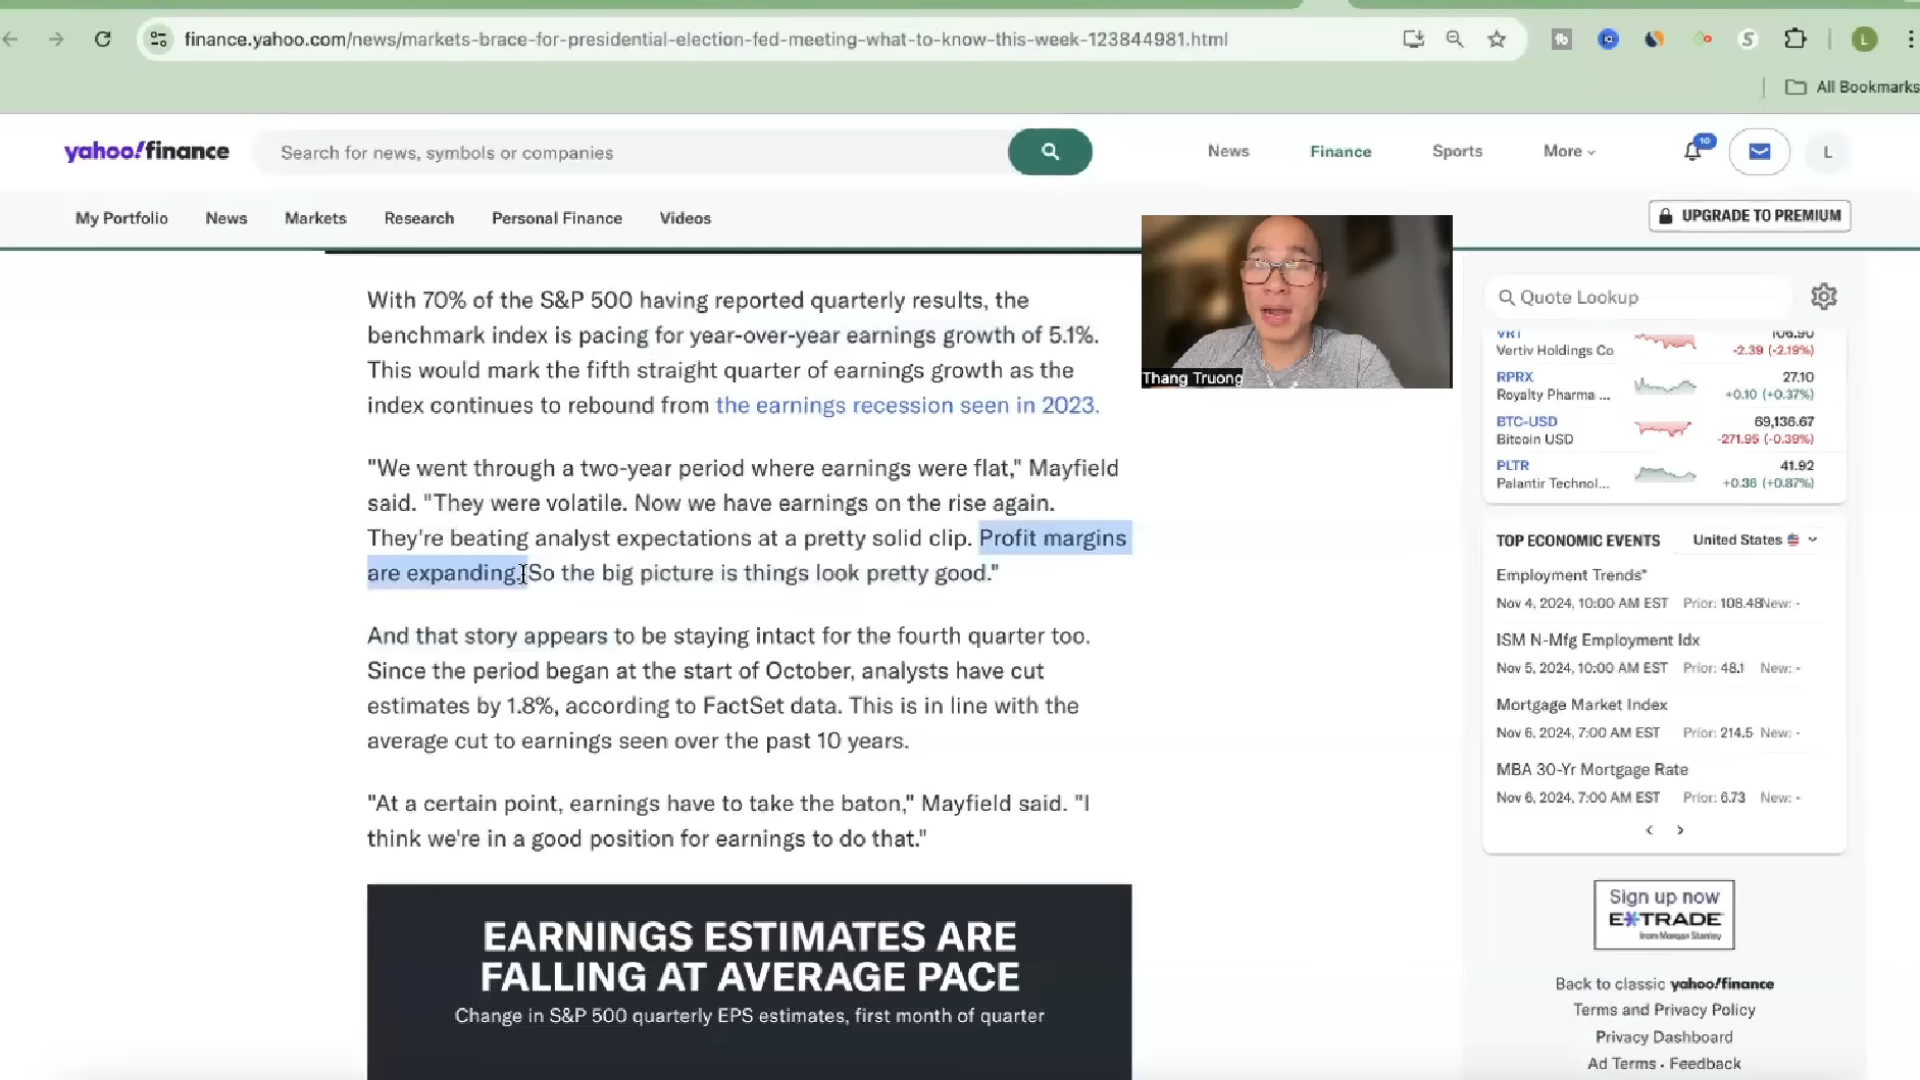 finance.yahoo.com/news/markets-brace-for-presidential-election-fed-meeting-what-to-know-this-week-123844981.html
L
All Bookmarks
yahoo!finance
Search for news, symbols or companies
News
Finance
Sports
More
10
L
My Portfolio
News
Markets
Research
Personal Finance
Videos
UPGRADE TO PREMIUM
With 70% of the S&P 500 having reported quarterly results, the
benchmark index is pacing for year-over-year earnings growth of 5.1%.
This would mark the fifth straight quarter of earnings growth as the
index continues to rebound from the earnings recession seen in 2023.
"We went through a two-year period where earnings were flat," Mayfield
said. "They were volatile. Now we have earnings on the rise again.
They're beating analyst expectations at a pretty solid clip. Profit margins
are expanding. So the big picture is things look pretty good."
And that story appears to be staying intact for the fourth quarter too.
Since the period began at the start of October, analysts have cut
estimates by 1.8%, according to FactSet data. This is in line with the
average cut to earnings seen over the past 10 years.
"At a certain point, earnings have to take the baton," Mayfield said. "I
think we're in a good position for earnings to do that."
EARNINGS ESTIMATES ARE
FALLING AT AVERAGE PACE
Change in S&P 500 quarterly EPS estimates, first month of quarter
Thang Truong
Quote Lookup
VRT 106.90
Vertiv Holdings Co -2.39 (-2.19%)
RPRX 27.10
Royalty Pharma ... +0.10 (+0.37%)
BTC-USD 69,136.67
Bitcoin USD -271.95 (-0.39%)
PLTR 41.92
Palantir Technol... +0.36 (+0.87%)
TOP ECONOMIC EVENTS United States
Employment Trends*
Nov 4, 2024, 10:00 AM EST Prior: 108.48 New: -
ISM N-Mfg Employment Idx
Nov 5, 2024, 10:00 AM EST Prior: 48.1 New: -
Mortgage Market Index
Nov 6, 2024, 7:00 AM EST Prior: 214.5 New: -
MBA 30-Yr Mortgage Rate
Nov 6, 2024, 7:00 AM EST Prior: 6.73 New: -
Sign up now
E*TRADE
from Morgan Stanley
Back to classic yahoo!finance
Terms and Privacy Policy
Privacy Dashboard
Ad Terms • Feedback